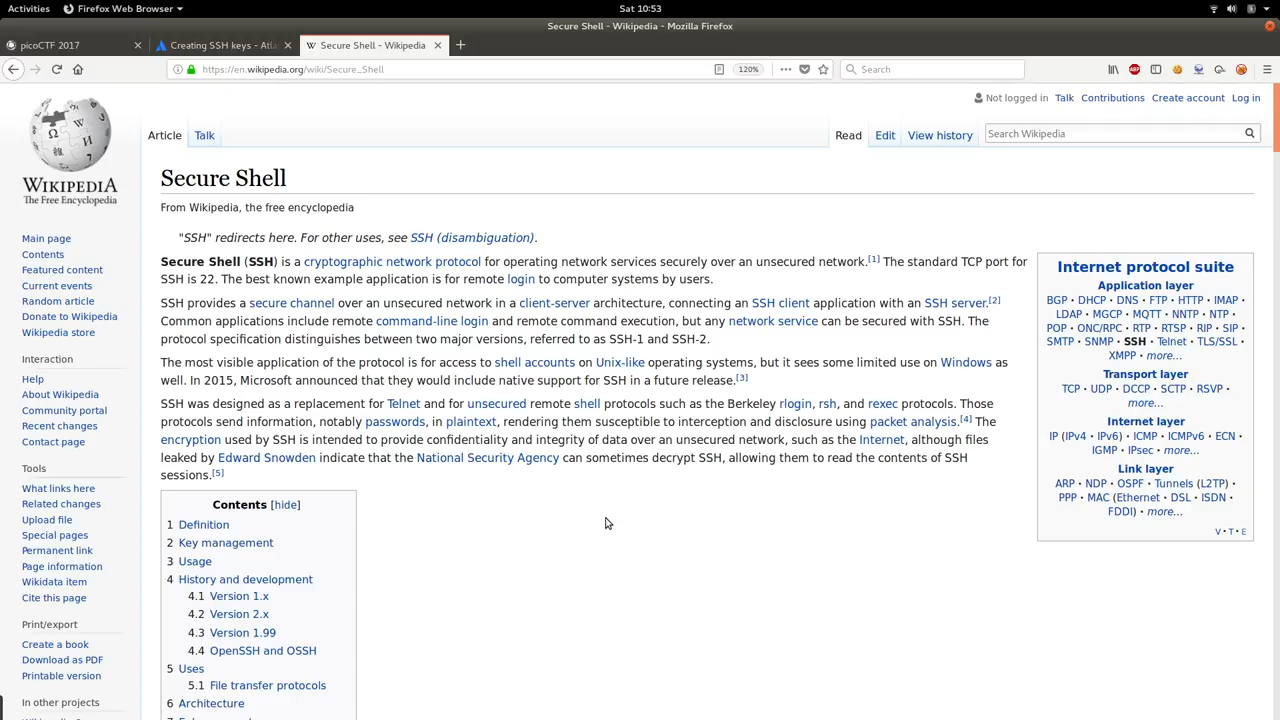 Activities Firefox Web Browser Sat 10:53
Secure Shell - Wikipedia - Mozilla Firefox
picoCTF 2017 Creating SSH keys - Atla Secure Shell - Wikipedia
https://en.wikipedia.org/wiki/Secure_Shell 120% Search
Not logged in Talk Contributions Create account Log in
Article Talk Read Edit View history Search Wikipedia
WIKIPEDIA
The Free Encyclopedia
Main page
Contents
Featured content
Current events
Random article
Donate to Wikipedia
Wikipedia store
Interaction
Help
About Wikipedia
Community portal
Recent changes
Contact page
Tools
What links here
Related changes
Upload file
Special pages
Permanent link
Page information
Wikidata item
Cite this page
Print/export
Create a book
Download as PDF
Printable version
In other projects
Secure Shell
From Wikipedia, the free encyclopedia
"SSH" redirects here. For other uses, see SSH (disambiguation).
Secure Shell (SSH) is a cryptographic network protocol for operating network services securely over an unsecured network.[1] The standard TCP port for
SSH is 22. The best known example application is for remote login to computer systems by users.
SSH provides a secure channel over an unsecured network in a client-server architecture, connecting an SSH client application with an SSH server.[2]
Common applications include remote command-line login and remote command execution, but any network service can be secured with SSH. The
protocol specification distinguishes between two major versions, referred to as SSH-1 and SSH-2.
The most visible application of the protocol is for access to shell accounts on Unix-like operating systems, but it sees some limited use on Windows as
well. In 2015, Microsoft announced that they would include native support for SSH in a future release.[3]
SSH was designed as a replacement for Telnet and for unsecured remote shell protocols such as the Berkeley rlogin, rsh, and rexec protocols. Those
protocols send information, notably passwords, in plaintext, rendering them susceptible to interception and disclosure using packet analysis.[4] The
encryption used by SSH is intended to provide confidentiality and integrity of data over an unsecured network, such as the Internet, although files
leaked by Edward Snowden indicate that the National Security Agency can sometimes decrypt SSH, allowing them to read the contents of SSH
sessions.[5]
Contents [hide]
1 Definition
2 Key management
3 Usage
4 History and development
4.1 Version 1.x
4.2 Version 2.x
4.3 Version 1.99
4.4 OpenSSH and OSSH
5 Uses
5.1 File transfer protocols
6 Architecture
Internet protocol suite
Application layer
BGP · DHCP · DNS · FTP · HTTP · IMAP ·
LDAP · MGCP · MQTT · NNTP · NTP ·
POP · ONC/RPC · RTP · RTSP · RIP · SIP ·
SMTP · SNMP · SSH · Telnet · TLS/SSL ·
XMPP · more...
Transport layer
TCP · UDP · DCCP · SCTP · RSVP ·
more...
Internet layer
IP (IPv4 · IPv6) · ICMP · ICMPv6 · ECN ·
IGMP · IPsec · more...
Link layer
ARP · NDP · OSPF · Tunnels (L2TP) ·
PPP · MAC (Ethernet · DSL · ISDN ·
FDDI) · more...
V · T · E